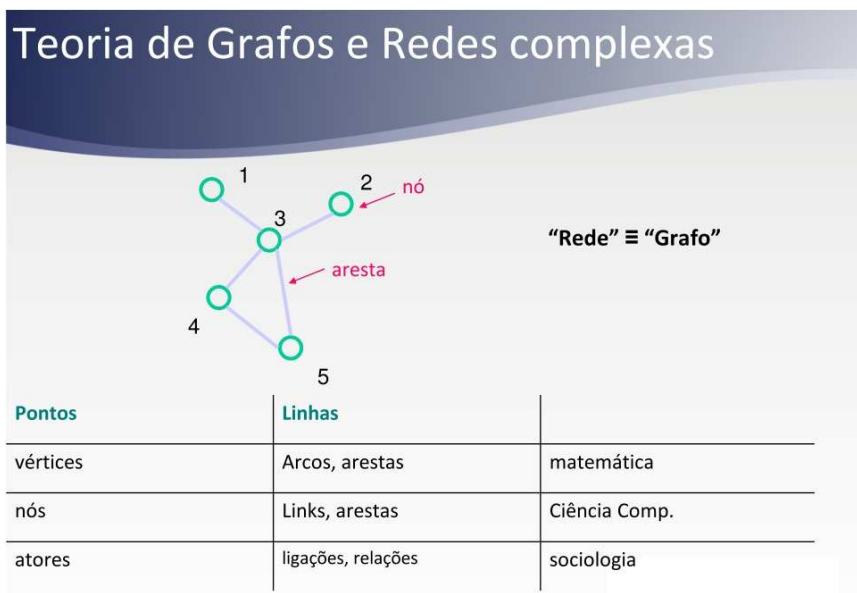 Teoria de Grafos e Redes complexas
1
2
nó
3
“Rede” ≡ “Grafo”
aresta
4
5
Pontos Linhas
vértices Arcos, arestas matemática
nós Links, arestas Ciência Comp.
atores ligações, relações sociologia